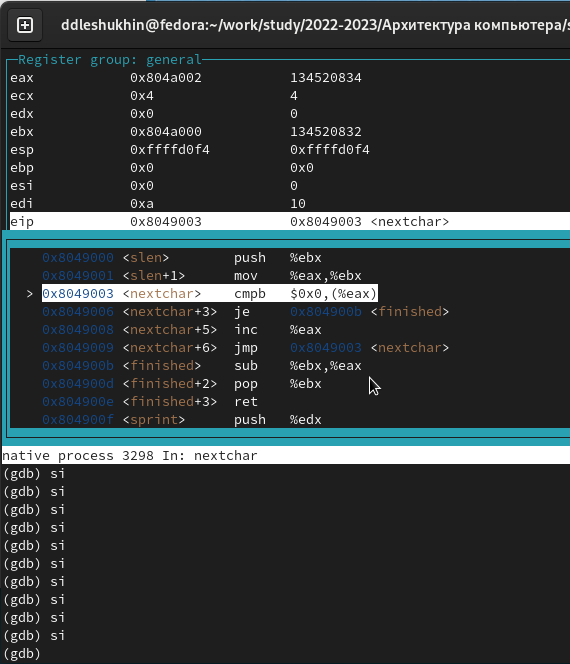 ddleshukhin@fedora:~/work/study/2022-2023/Архитектура компьютера/
Register group: general
eax 0x804a002 134520834
ecx 0x4 4
edx 0x0 0
ebx 0x804a000 134520832
esp 0xffffd0f4 0xffffd0f4
ebp 0x0 0x0
esi 0x0 0
edi 0xa 10
eip 0x8049003 0x8049003 <nextchar>
0x8049000 <slen> push %ebx
0x8049001 <slen+1> mov %eax,%ebx
> 0x8049003 <nextchar> cmpb $0x0,(%eax)
0x8049006 <nextchar+3> je 0x804900b <finished>
0x8049008 <nextchar+5> inc %eax
0x8049009 <nextchar+6> jmp 0x8049003 <nextchar>
0x804900b <finished> sub %ebx,%eax
0x804900d <finished+2> pop %ebx
0x804900e <finished+3> ret
0x804900f <sprint> push %edx
native process 3298 In: nextchar
(gdb) si
(gdb) si
(gdb) si
(gdb) si
(gdb) si
(gdb) si
(gdb) si
(gdb) si
(gdb) si
(gdb) si
(gdb)